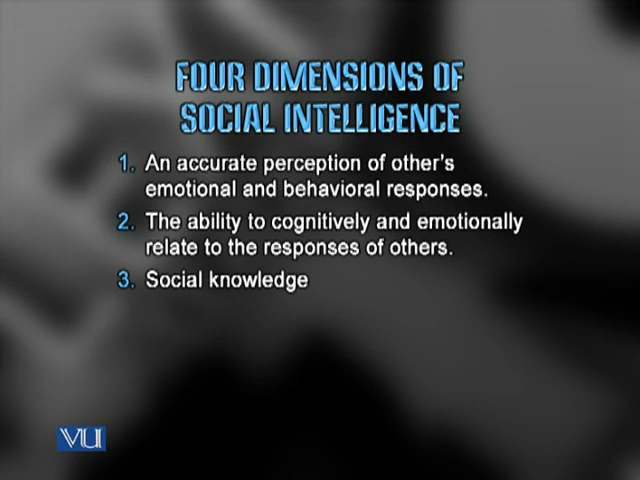 FOUR DIMENSIONS OF
SOCIAL INTELLIGENCE
1. An accurate perception of other's
emotional and behavioral responses.
2. The ability to cognitively and emotionally
relate to the responses of others.
3. Social knowledge
VU